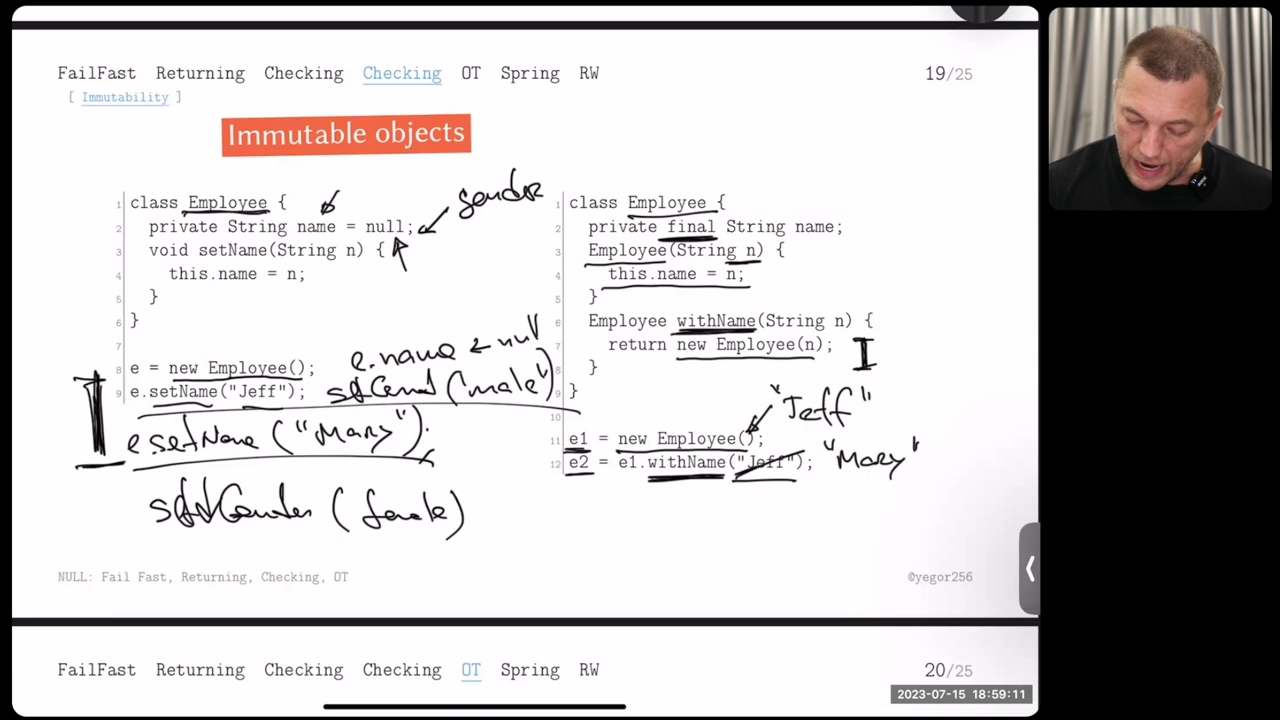 FailFast Returning Checking Checking OT Spring RW 19/25
[ Immutability ]
Immutable objects
1 class Employee {
2 private String name = null;
3 void setName(String n) {
4 this.name = n;
5 }
6 }
7
8 e = new Employee();
9 e.setName("Jeff");
gender
e.name ← null
("male")
e.setName ("Mary");
setGender (female)
1 class Employee {
2 private final String name;
3 Employee(String n) {
4 this.name = n;
5 }
6 Employee withName(String n) {
7 return new Employee(n);
8 }
9 }
10
11 e1 = new Employee();
12 e2 = e1.withName("Jeff");
"Jeff"
"Mary"
NULL: Fail Fast, Returning, Checking, OT @yegor256
FailFast Returning Checking Checking OT Spring RW 20/25
2023-07-15 18:59:11